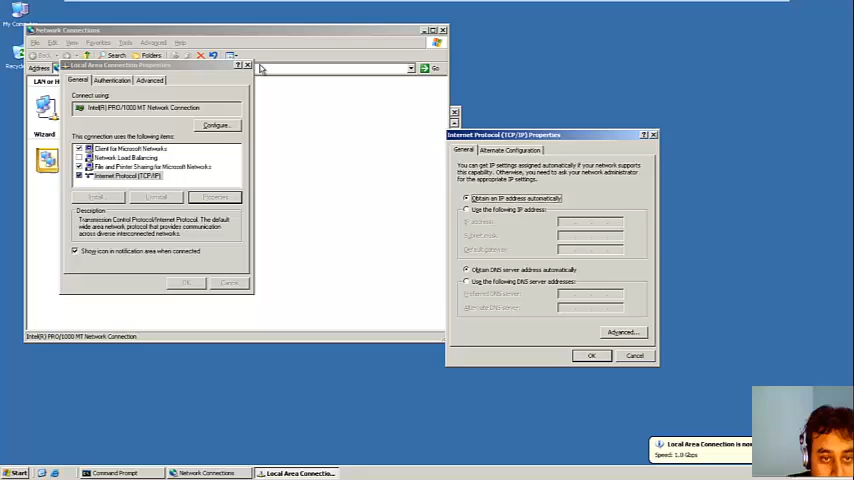 My Co
Recycl
Network Connections
File Edit View Favorites Tools Advanced Help
Back Search Folders
Address Go
LAN or H
Wizard
Local Area Connection Properties
General Authentication Advanced
Connect using:
Intel(R) PRO/1000 MT Network Connection
Configure...
This connection uses the following items:
Client for Microsoft Networks
Network Load Balancing
File and Printer Sharing for Microsoft Networks
Internet Protocol (TCP/IP)
Install... Uninstall Properties
Description
Transmission Control Protocol/Internet Protocol. The default
wide area network protocol that provides communication
across diverse interconnected networks.
Show icon in notification area when connected
OK Cancel
Intel(R) PRO/1000 MT Network Connection
Internet Protocol (TCP/IP) Properties
General Alternate Configuration
You can get IP settings assigned automatically if your network supports
this capability. Otherwise, you need to ask your network administrator
for the appropriate IP settings.
Obtain an IP address automatically
Use the following IP address:
IP address:
Subnet mask:
Default gateway:
Obtain DNS server address automatically
Use the following DNS server addresses:
Preferred DNS server:
Alternate DNS server:
Advanced...
OK Cancel
Local Area Connection is now
Speed: 1.0 Gbps
Start Command Prompt Network Connections Local Area Connectio...